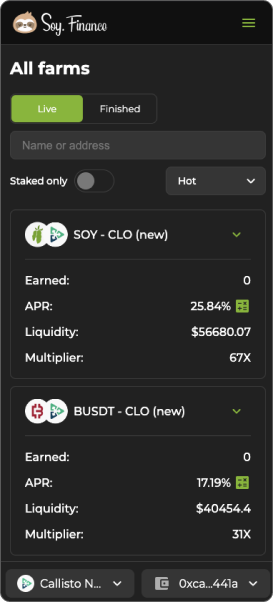 Soy.Finance
All farms
Live Finished
Name or address
Staked only Hot
SOY - CLO (new)
Earned: 0
APR: 25.84%
Liquidity: $56680.07
Multiplier: 67X
BUSDT - CLO (new)
Earned: 0
APR: 17.19%
Liquidity: $40454.4
Multiplier: 31X
Callisto N... 0xca...441a